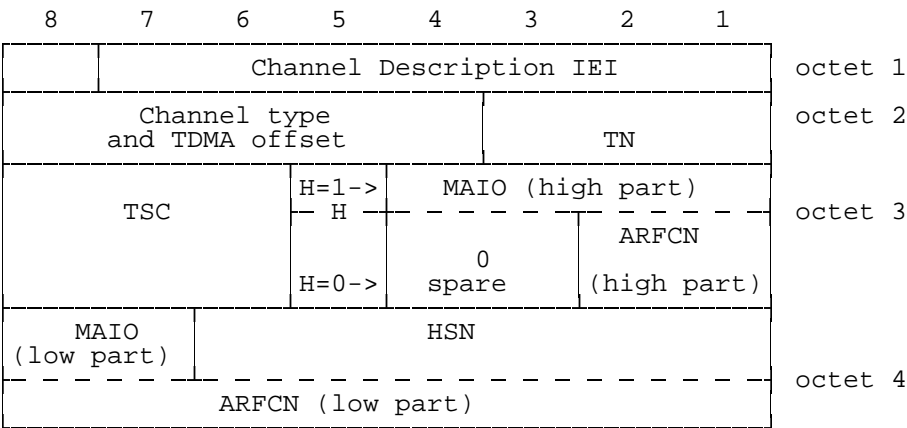 8 7 6 5 4 3 2 1
Channel Description IEI octet 1
Channel type octet 2
and TDMA offset TN
H=1-> MAIO (high part)
TSC H octet 3
ARFCN
0
H=0-> spare (high part)
MAIO HSN
(low part)
octet 4
ARFCN (low part)